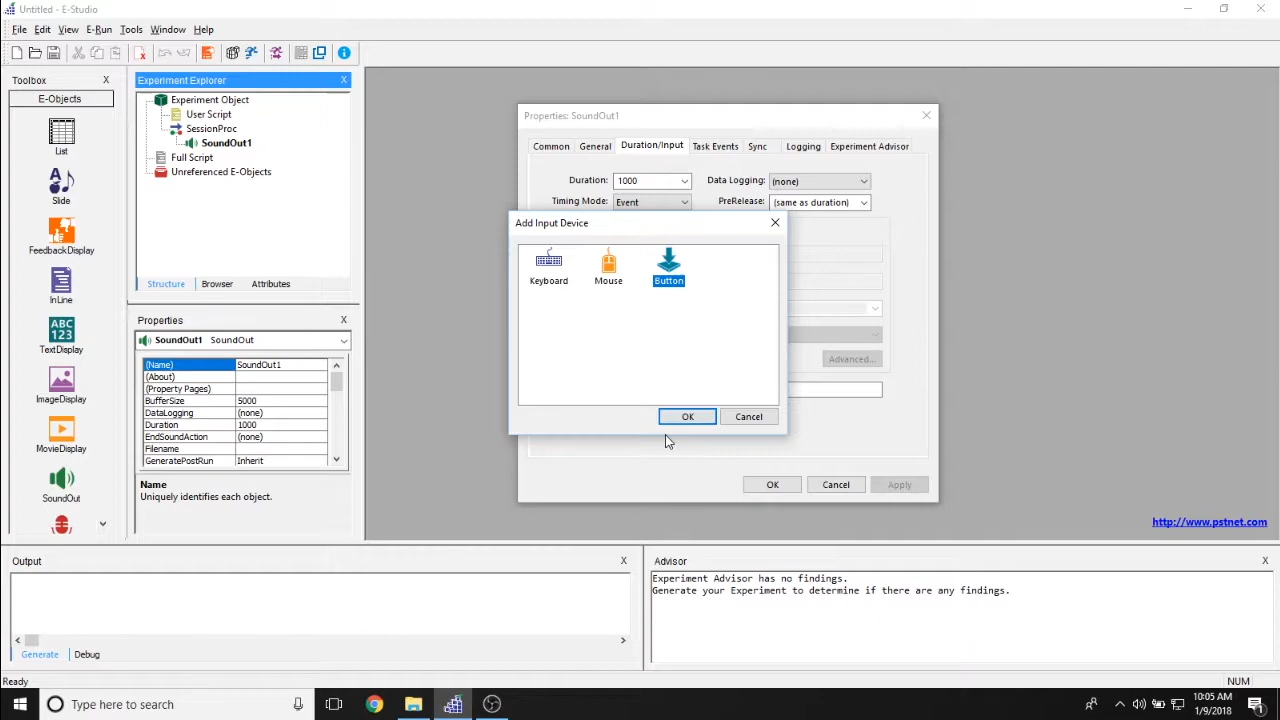 Untitled - E-Studio
File Edit View E-Run Tools Window Help
Toolbox X
E-Objects
List
Slide
FeedbackDisplay
InLine
ABC
123
TextDisplay
ImageDisplay
MovieDisplay
SoundOut
Experiment Explorer X
Experiment Object
User Script
SessionProc
SoundOut1
Full Script
Unreferenced E-Objects
Structure Browser Attributes
Properties X
SoundOut1 SoundOut
(Name) SoundOut1
(About)
(Property Pages)
BufferSize 5000
DataLogging (none)
Duration 1000
EndSoundAction (none)
Filename
GeneratePostRun Inherit
Name
Uniquely identifies each object.
Properties: SoundOut1
Common General Duration/Input Task Events Sync Logging Experiment Advisor
Duration: 1000 Data Logging: (none)
Timing Mode: Event PreRelease: (same as duration)
Add Input Device
Keyboard Mouse Button
OK Cancel
Advanced...
OK Cancel Apply
http://www.pstnet.com
Output X
Generate Debug
Advisor X
Experiment Advisor has no findings.
Generate your Experiment to determine if there are any findings.
Ready NUM
Type here to search
10:05 AM
1/9/2018
1